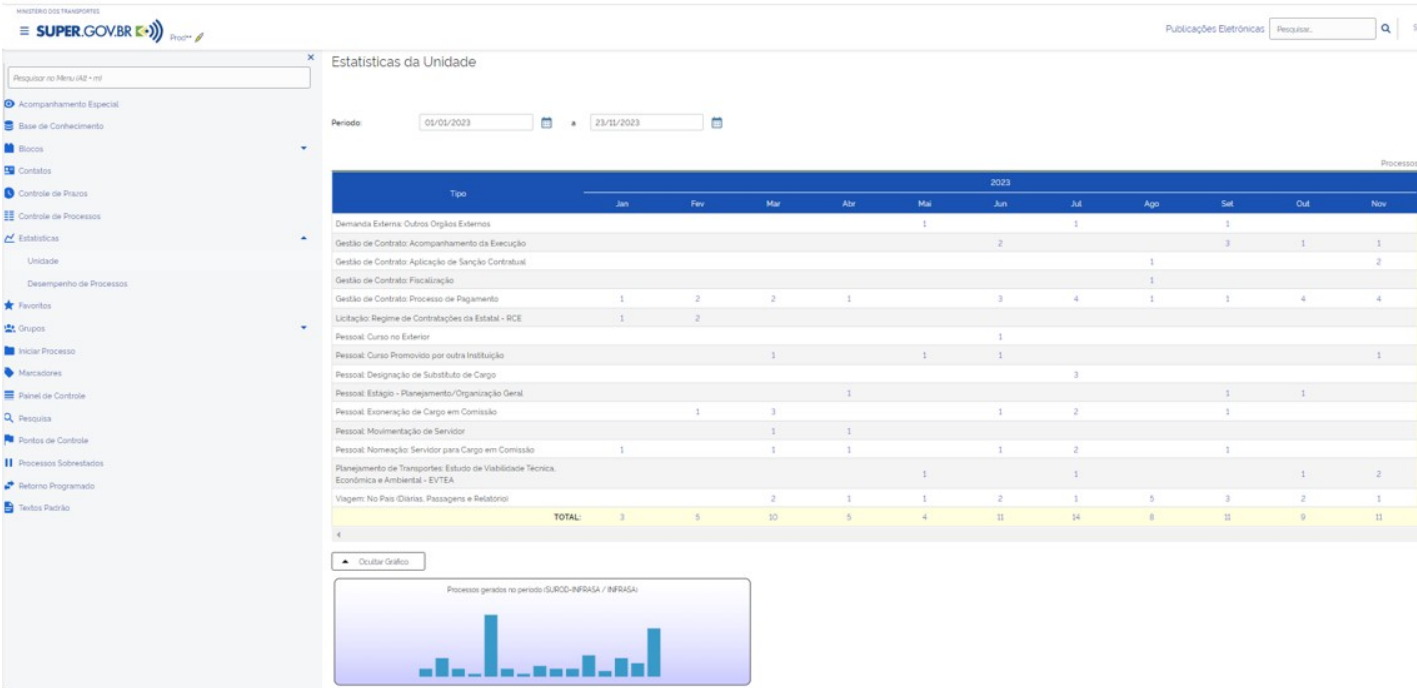 MINISTÉRIO DOS TRANSPORTES
SUPER.GOV.BR
Publicações Eletrônicas
Pesquisar...
Pesquisar no Menu (Alt + m)
Acompanhamento Especial
Base de Conhecimento
Blocos
Contatos
Controle de Prazos
Controle de Processos
Estatísticas
Unidade
Desempenho de Processos
Favoritos
Grupos
Iniciar Processo
Marcadores
Painel de Controle
Pesquisa
Pontos de Controle
Processos Sobrestados
Retorno Programado
Textos Padrão
Estatísticas da Unidade
Período: 01/01/2023 a 23/11/2023
Processos
Tipo 2023
Jan Fev Mar Abr Mai Jun Jul Ago Set Out Nov
Demanda Externa: Outros Orgãos Externos 1 1 1
Gestão de Contrato: Acompanhamento da Execução 2 3 1 1
Gestão de Contrato: Aplicação de Sanção Contratual 1 2
Gestão de Contrato: Fiscalização 1
Gestão de Contrato: Processo de Pagamento 1 2 2 1 3 4 1 1 4 4
Licitação: Regime de Contratações da Estatal - RCE 1 2
Pessoal: Curso no Exterior 1
Pessoal: Curso Promovido por outra Instituição 1 1 1 1
Pessoal: Designação de Substituto de Cargo 3
Pessoal: Estágio - Planejamento/Organização Geral 1 1 1
Pessoal: Exoneração de Cargo em Comissão 1 3 1 2 1
Pessoal: Movimentação de Servidor 1 1
Pessoal: Nomeação: Servidor para Cargo em Comissão 1 1 1 1 2 1
Planejamento de Transportes: Estudo de Viabilidade Técnica,
Econômica e Ambiental - EVTEA 1 1 1 2
Viagem: No País (Diárias, Passagens e Relatório) 2 1 1 2 1 5 3 2 1
TOTAL: 3 5 10 5 4 11 14 8 11 9 11
Ocultar Gráfico
Processos gerados no período (SUROD-INFRASA / INFRASA)